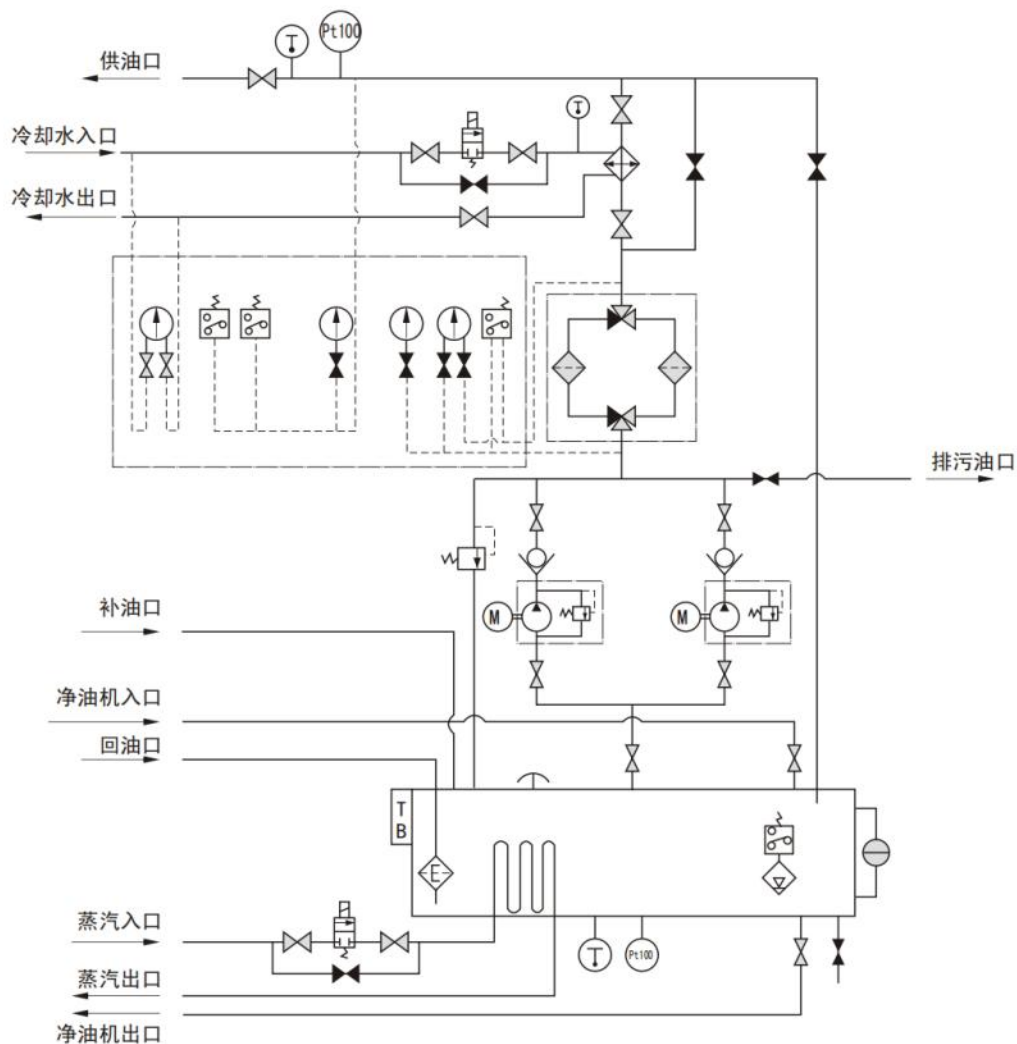 T
Pt100
供油口
冷却水入口
T
冷却水出口
排污油口
M
M
补油口
净油机入口
回油口
T
B
E
蒸汽入口
T
Pt100
蒸汽出口
净油机出口